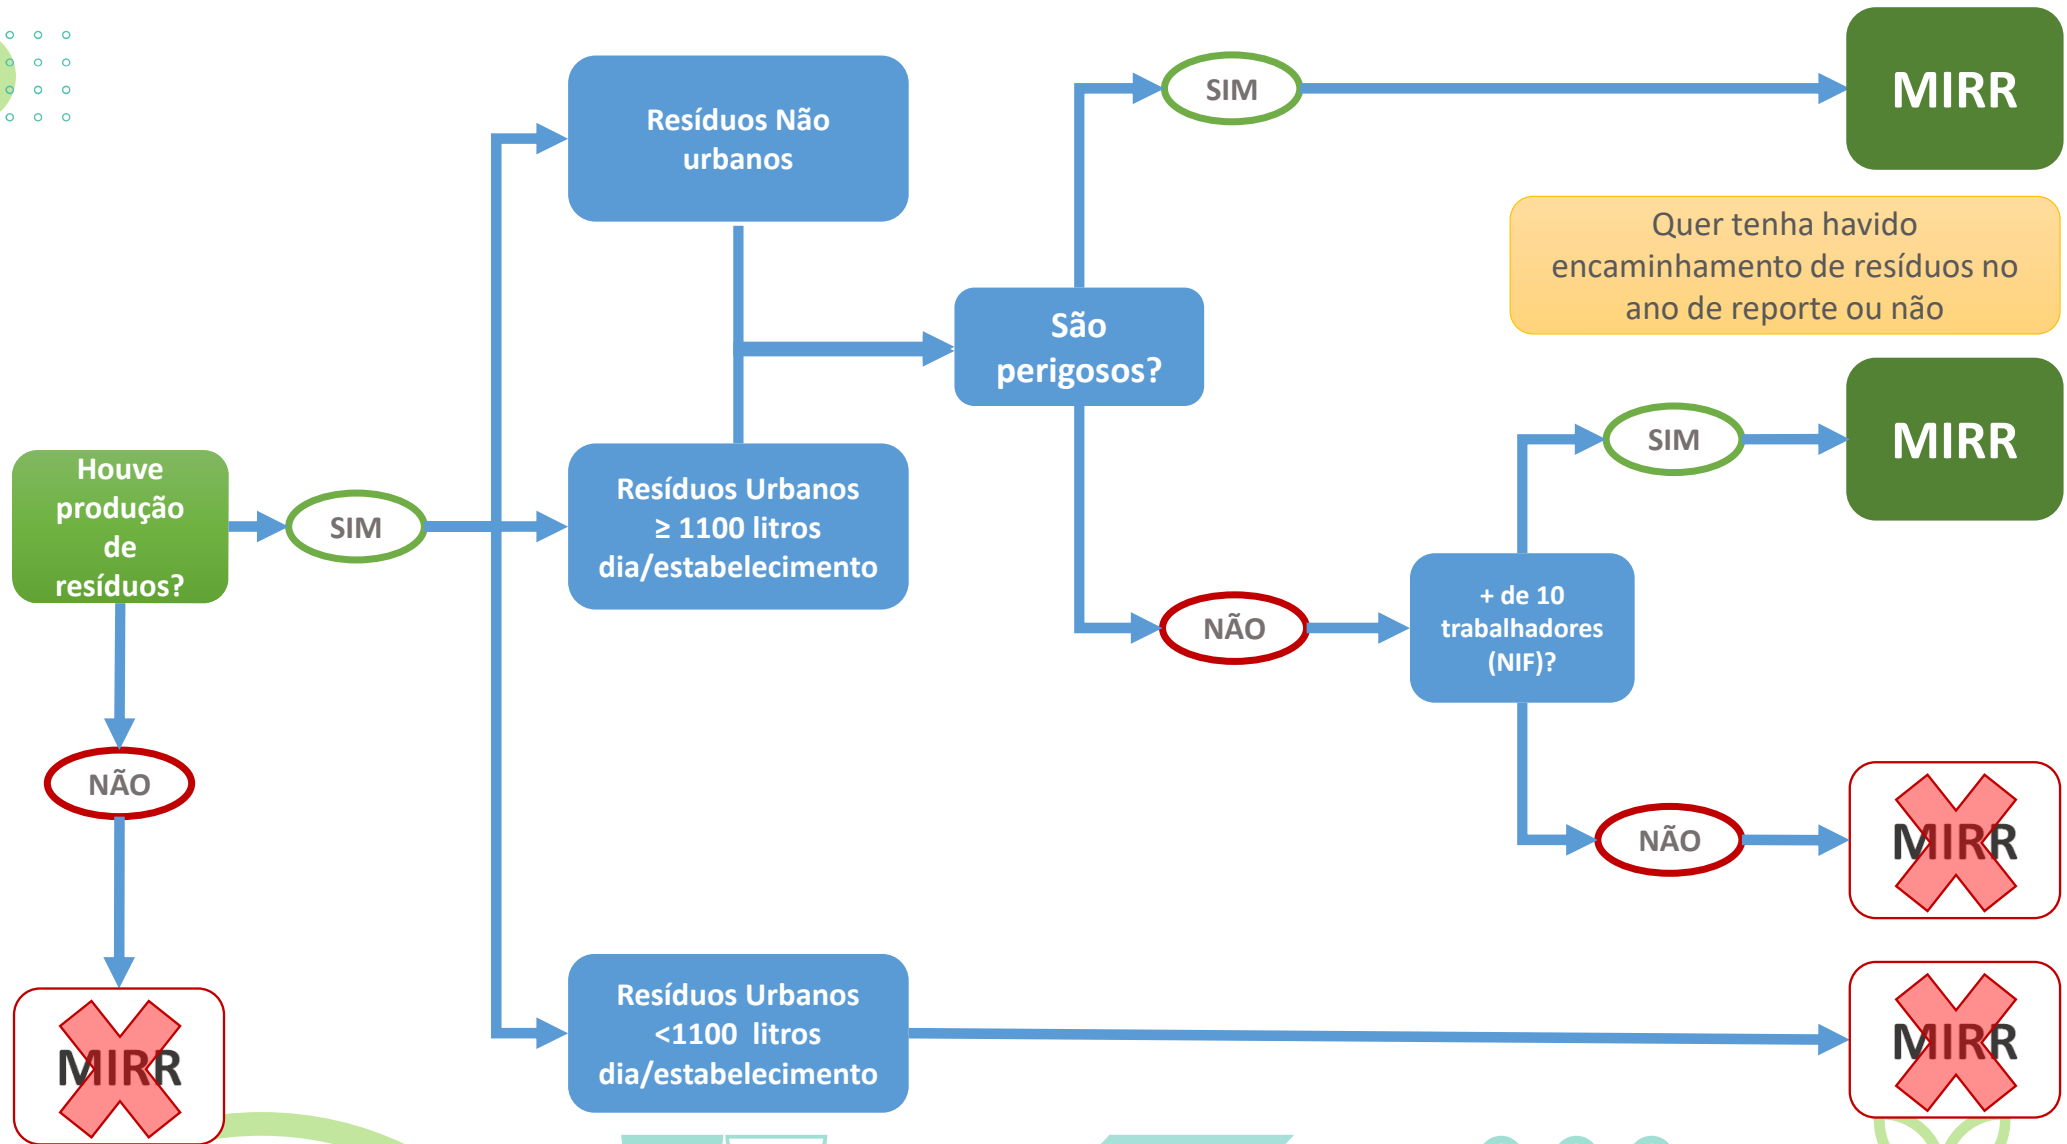 Houve
produção
de
resíduos?
SIM
NÃO
MIRR
Resíduos Não
urbanos
Resíduos Urbanos
≥ 1100 litros
dia/estabelecimento
Resíduos Urbanos
<1100 litros
dia/estabelecimento
São
perigosos?
SIM
MIRR
Quer tenha havido
encaminhamento de resíduos no
ano de reporte ou não
NÃO
+ de 10
trabalhadores
(NIF)?
SIM
MIRR
NÃO
MIRR
MIRR